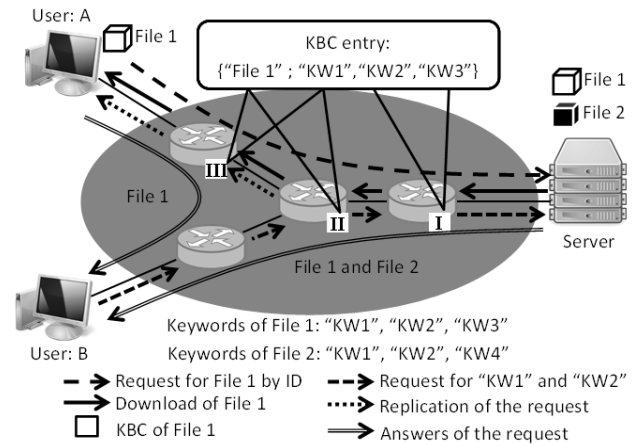 User: A
File 1
KBC entry:
{“File 1” ; “KW1”,“KW2”,“KW3”}
File 1
File 2
III
File 1
II
I
Server
File 1 and File 2
User: B
Keywords of File 1: “KW1”, “KW2”, “KW3”
Keywords of File 2: “KW1”, “KW2”, “KW4”
Request for File 1 by ID
Request for “KW1” and “KW2”
Download of File 1
Replication of the request
KBC of File 1
Answers of the request